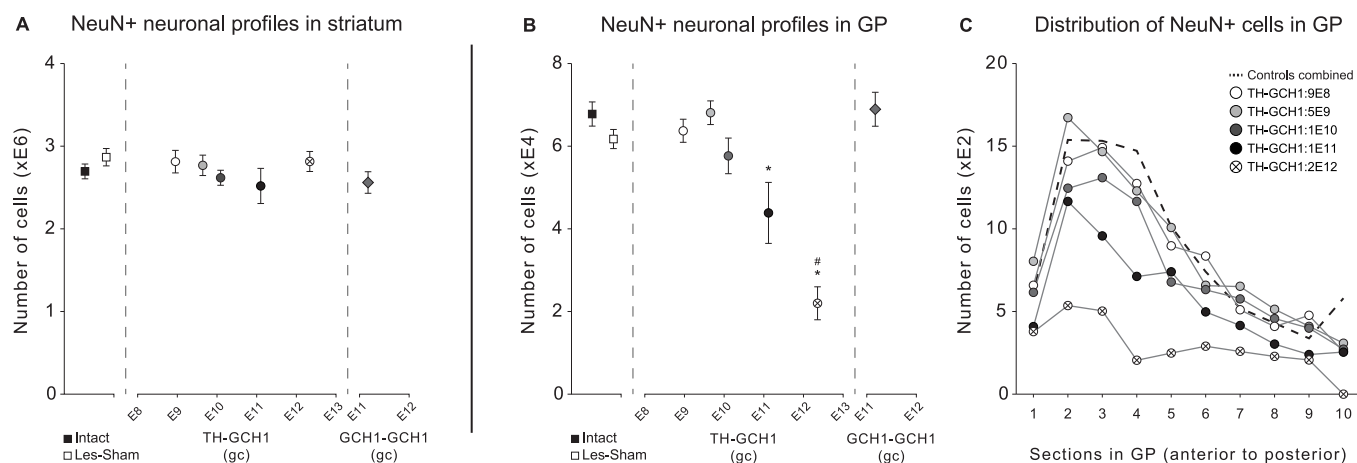 A NeuN+ neuronal profiles in striatum
Number of cells (xE6)
4
3
2
1
0
E8
E9
E10
E11
E12
E13
E11
E12
Intact
Les-Sham
TH-GCH1
(gc)
GCH1-GCH1
(gc)
B NeuN+ neuronal profiles in GP
Number of cells (xE4)
8
6
4
2
0
*
#
*
E8
E9
E10
E11
E12
E13
E11
E12
Intact
Les-Sham
TH-GCH1
(gc)
GCH1-GCH1
(gc)
C Distribution of NeuN+ cells in GP
Number of cells (xE2)
20
15
10
5
0
Controls combined
TH-GCH1:9E8
TH-GCH1:5E9
TH-GCH1:1E10
TH-GCH1:1E11
TH-GCH1:2E12
1 2 3 4 5 6 7 8 9 10
Sections in GP (anterior to posterior)